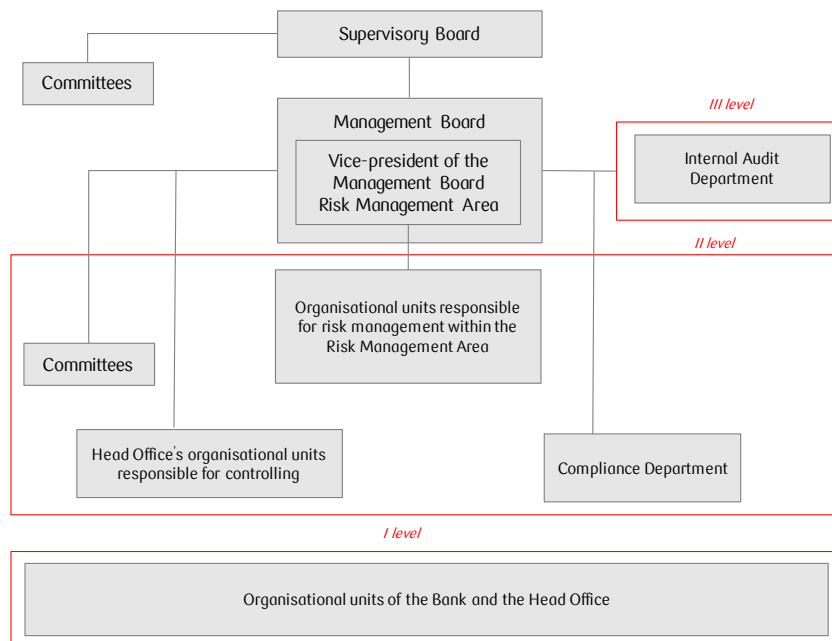 Supervisory Board
Committees
III level
Management Board
Vice-president of the
Management Board
Risk Management Area
Internal Audit
Department
II level
Organisational units responsible
for risk management within the
Risk Management Area
Committees
Head Office's organisational units
responsible for controlling
Compliance Department
I level
Organisational units of the Bank and the Head Office